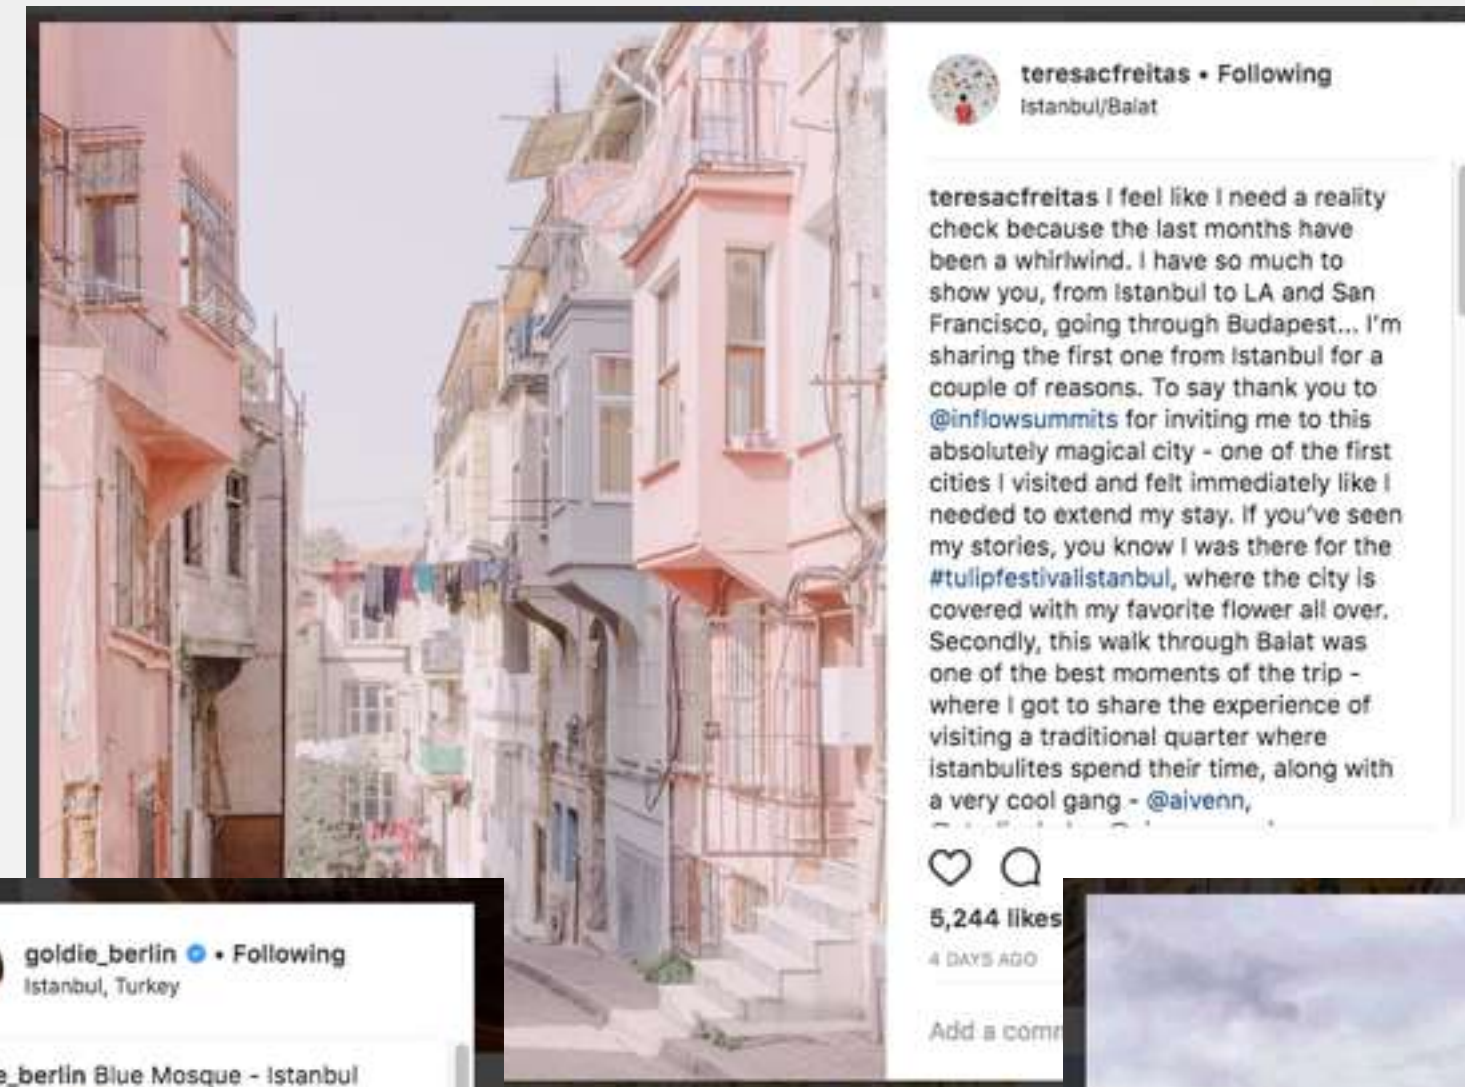 teresacfreitas • Following
Istanbul/Balat
teresacfreitas I feel like I need a reality
check because the last months have
been a whirlwind. I have so much to
show you, from Istanbul to LA and San
Francisco, going through Budapest... I'm
sharing the first one from Istanbul for a
couple of reasons. To say thank you to
@inflowsummits for inviting me to this
absolutely magical city - one of the first
cities I visited and felt immediately like I
needed to extend my stay. If you've seen
my stories, you know I was there for the
#tulipfestivalistanbul, where the city is
covered with my favorite flower all over.
Secondly, this walk through Balat was
one of the best moments of the trip -
where I got to share the experience of
visiting a traditional quarter where
istanbulites spend their time, along with
a very cool gang - @aivenn,
5,244 likes
4 DAYS AGO
Add a comm
goldie_berlin • Following
Istanbul, Turkey
e_berlin Blue Mosque - Istanbul